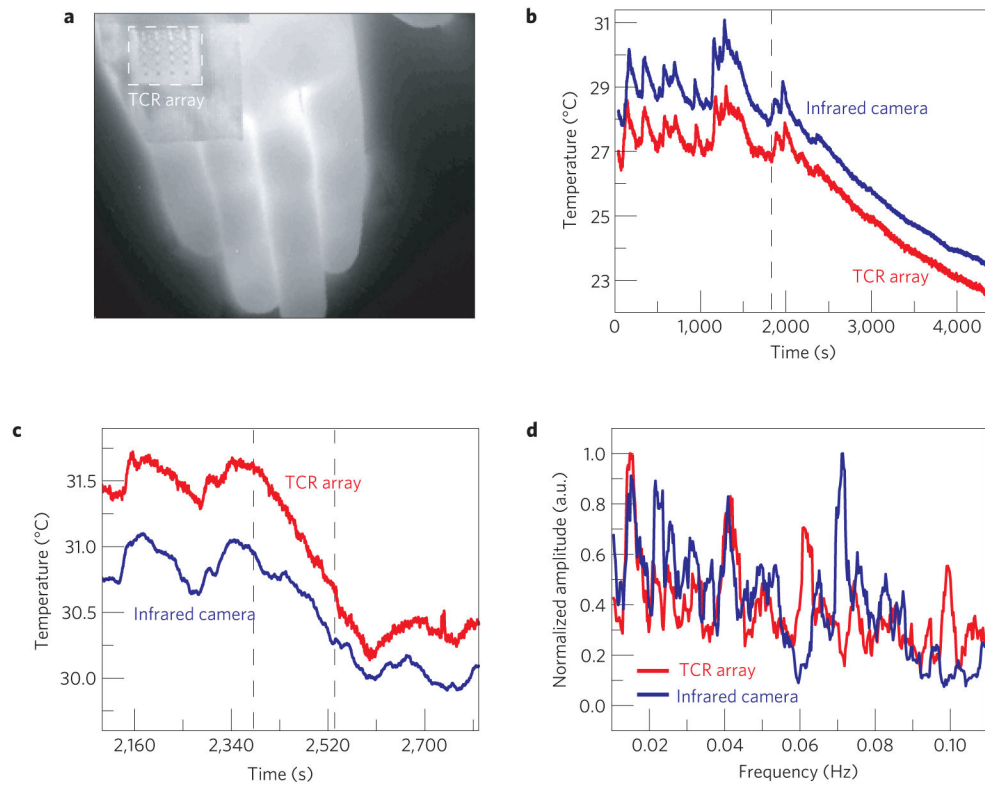 a
TCR array
b
31
29
27
25
23
Temperature (°C)
Infrared camera
TCR array
0
1,000
2,000
3,000
4,000
Time (s)
c
31.5
31.0
30.5
30.0
Temperature (°C)
TCR array
Infrared camera
2,160
2,340
2,520
2,700
Time (s)
d
1.0
0.8
0.6
0.4
0.2
0.0
Normalized amplitude (a.u.)
TCR array
Infrared camera
0.02
0.04
0.06
0.08
0.10
Frequency (Hz)